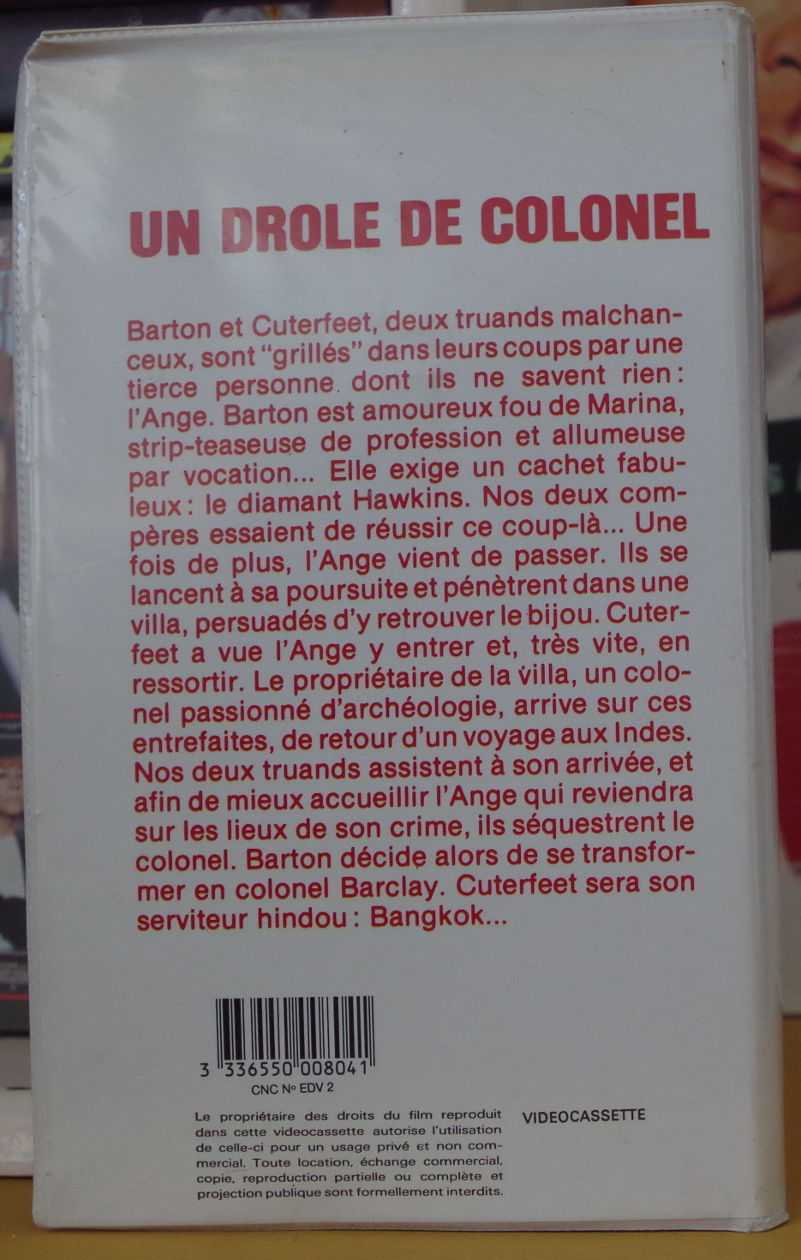 UN DROLE DE COLONEL
Barton et Cuterfeet, deux truands malchan-
ceux, sont "grillés" dans leurs coups par une
tierce personne dont ils ne savent rien :
l'Ange. Barton est amoureux fou de Marina,
strip-teaseuse de profession et allumeuse
par vocation... Elle exige un cachet fabu-
leux : le diamant Hawkins. Nos deux com-
pères essaient de réussir ce coup-là... Une
fois de plus, l'Ange vient de passer. Ils se
lancent à sa poursuite et pénètrent dans une
villa, persuadés d'y retrouver le bijou. Cuter-
feet a vue l'Ange y entrer et, très vite, en
ressortir. Le propriétaire de la villa, un colo-
nel passionné d'archéologie, arrive sur ces
entrefaites, de retour d'un voyage aux Indes.
Nos deux truands assistent à son arrivée, et
afin de mieux accueillir l'Ange qui reviendra
sur les lieux de son crime, ils séquestrent le
colonel. Barton décide alors de se transfor-
mer en colonel Barclay. Cuterfeet sera son
serviteur hindou : Bangkok...
3 336550 008041
CNC Nº EDV 2
Le propriétaire des droits du film reproduit
dans cette videocassette autorise l'utilisation
de celle-ci pour un usage privé et non com-
mercial. Toute location, échange commercial,
copie, reproduction partielle ou complète et
projection publique sont formellement interdits.
VIDEOCASSETTE